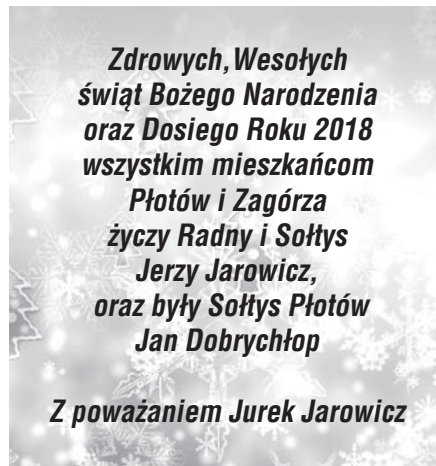 Zdrowych, Wesołych
świąt Bożego Narodzenia
oraz Dosiego Roku 2018
wszystkim mieszkańcom
Płotów i Zagórza
życzy Radny i Sołtys
Jerzy Jarowicz,
oraz były Sołtys Płotów
Jan Dobrychłop
Z poważaniem Jurek Jarowicz